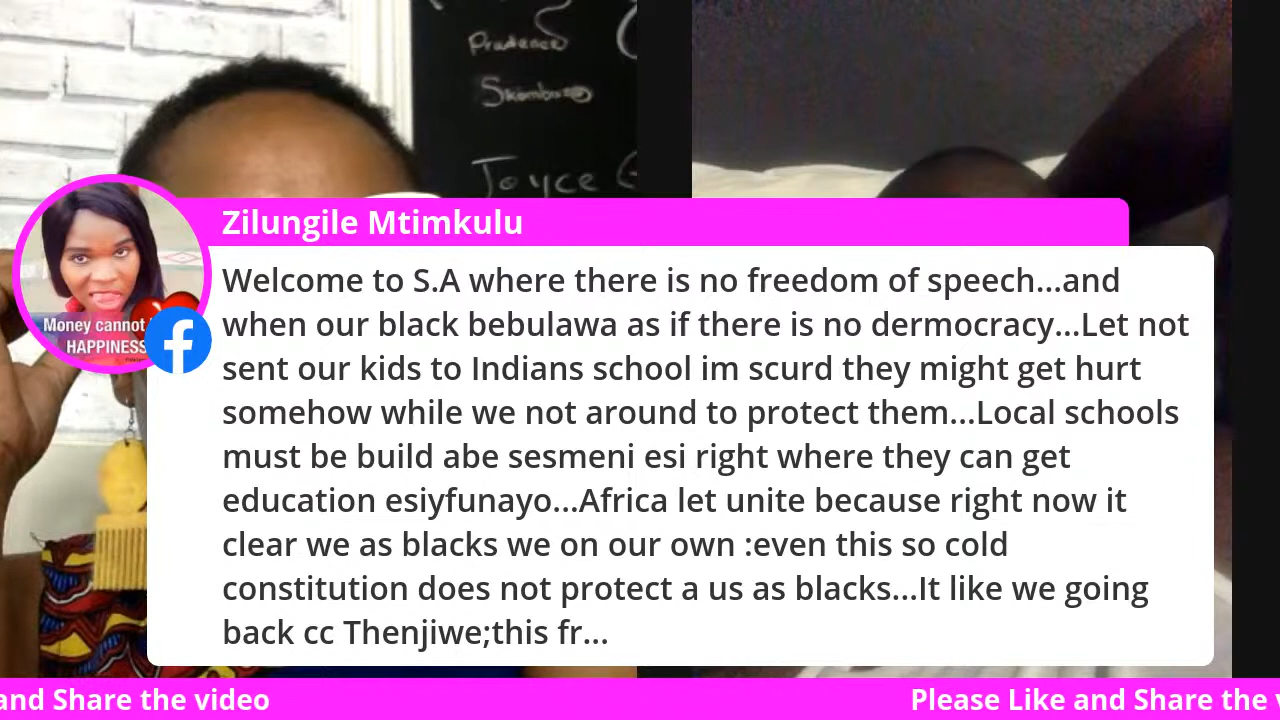 Pradence
Joyce
Zilungile Mtimkulu
Welcome to S.A where there is no freedom of speech...and
when our black bebulawa as if there is no dermocracy...Let not
sent our kids to Indians school im scurd they might get hurt
somehow while we not around to protect them...Local schools
must be build abe sesmeni esi right where they can get
education esiyfunayo...Africa let unite because right now it
clear we as blacks we on our own :even this so cold
constitution does not protect a us as blacks...It like we going
back cc Thenjiwe;this fr...
Money cannot
HAPPINESS
and Share the video
Please Like and Share the v